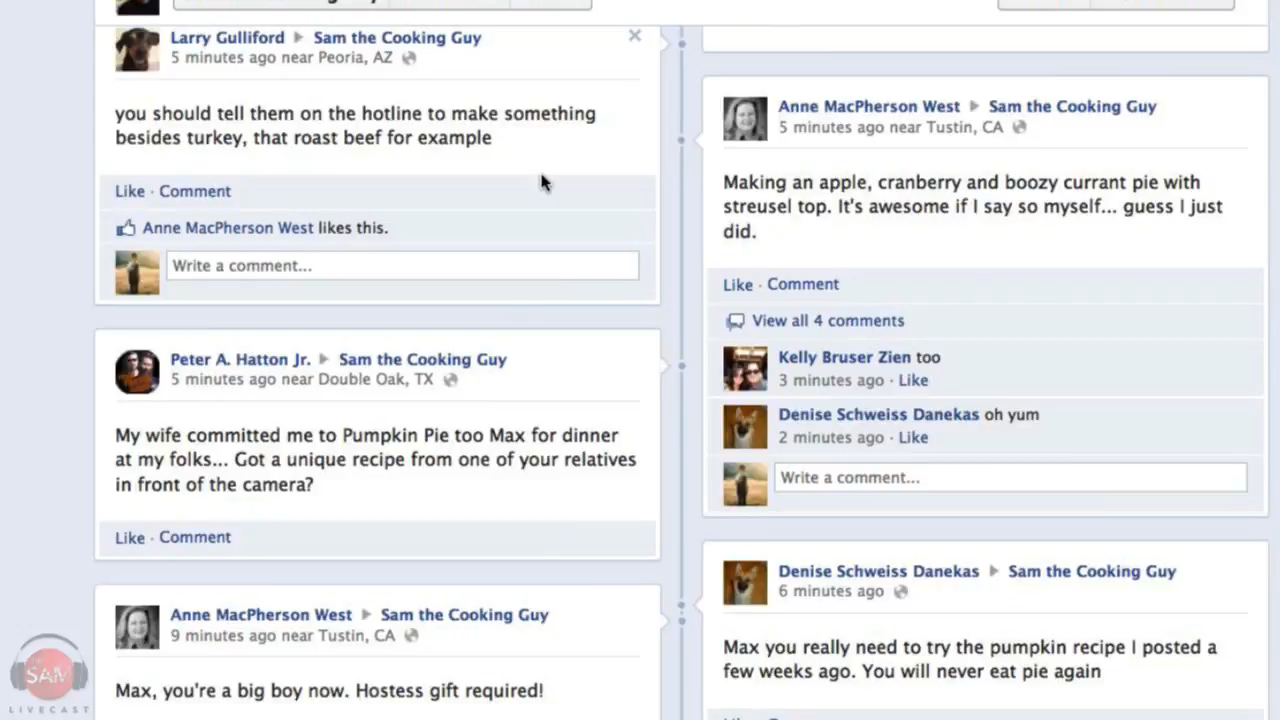 Larry Gulliford ▶ Sam the Cooking Guy
5 minutes ago near Peoria, AZ
you should tell them on the hotline to make something
besides turkey, that roast beef for example
Like · Comment
Anne MacPherson West likes this.
Write a comment...
Peter A. Hatton Jr. ▶ Sam the Cooking Guy
5 minutes ago near Double Oak, TX
My wife committed me to Pumpkin Pie too Max for dinner
at my folks... Got a unique recipe from one of your relatives
in front of the camera?
Like · Comment
Anne MacPherson West ▶ Sam the Cooking Guy
9 minutes ago near Tustin, CA
Max, you're a big boy now. Hostess gift required!
Anne MacPherson West ▶ Sam the Cooking Guy
5 minutes ago near Tustin, CA
Making an apple, cranberry and boozy currant pie with
streusel top. It's awesome if I say so myself... guess I just
did.
Like · Comment
View all 4 comments
Kelly Bruser Zien too
3 minutes ago · Like
Denise Schweiss Danekas oh yum
2 minutes ago · Like
Write a comment...
Denise Schweiss Danekas ▶ Sam the Cooking Guy
6 minutes ago
Max you really need to try the pumpkin recipe I posted a
few weeks ago. You will never eat pie again
SAM
LIVECAST